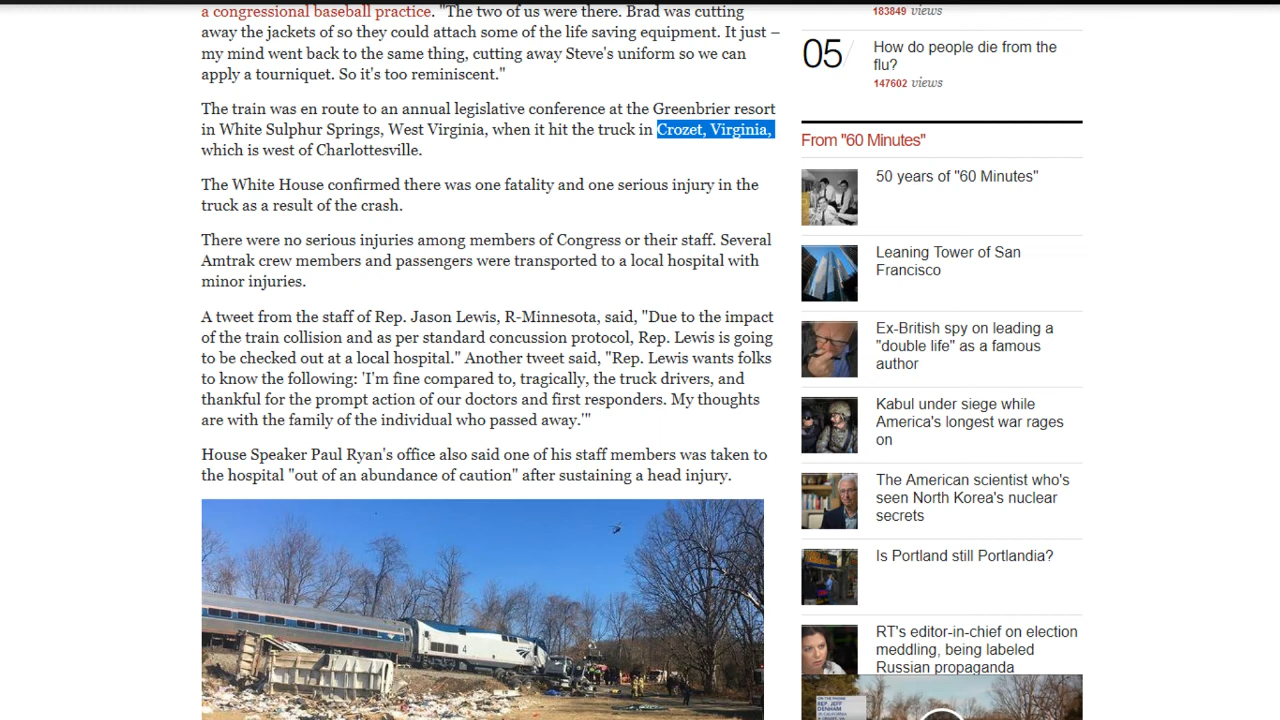 a congressional baseball practice. "The two of us were there. Brad was cutting
away the jackets of so they could attach some of the life saving equipment. It just –
my mind went back to the same thing, cutting away Steve's uniform so we can
apply a tourniquet. So it's too reminiscent."
The train was en route to an annual legislative conference at the Greenbrier resort
in White Sulphur Springs, West Virginia, when it hit the truck in Crozet, Virginia,
which is west of Charlottesville.
The White House confirmed there was one fatality and one serious injury in the
truck as a result of the crash.
There were no serious injuries among members of Congress or their staff. Several
Amtrak crew members and passengers were transported to a local hospital with
minor injuries.
A tweet from the staff of Rep. Jason Lewis, R-Minnesota, said, "Due to the impact
of the train collision and as per standard concussion protocol, Rep. Lewis is going
to be checked out at a local hospital." Another tweet said, "Rep. Lewis wants folks
to know the following: 'I'm fine compared to, tragically, the truck drivers, and
thankful for the prompt action of our doctors and first responders. My thoughts
are with the family of the individual who passed away.'"
House Speaker Paul Ryan's office also said one of his staff members was taken to
the hospital "out of an abundance of caution" after sustaining a head injury.
4
183849 views
05
How do people die from the
flu?
147602 views
From "60 Minutes"
50 years of "60 Minutes"
Leaning Tower of San
Francisco
Ex-British spy on leading a
"double life" as a famous
author
Kabul under siege while
America's longest war rages
on
The American scientist who's
seen North Korea's nuclear
secrets
Is Portland still Portlandia?
RT's editor-in-chief on election
meddling, being labeled
Russian propaganda
ON THE PHONE
REP. JEFF
DENHAM